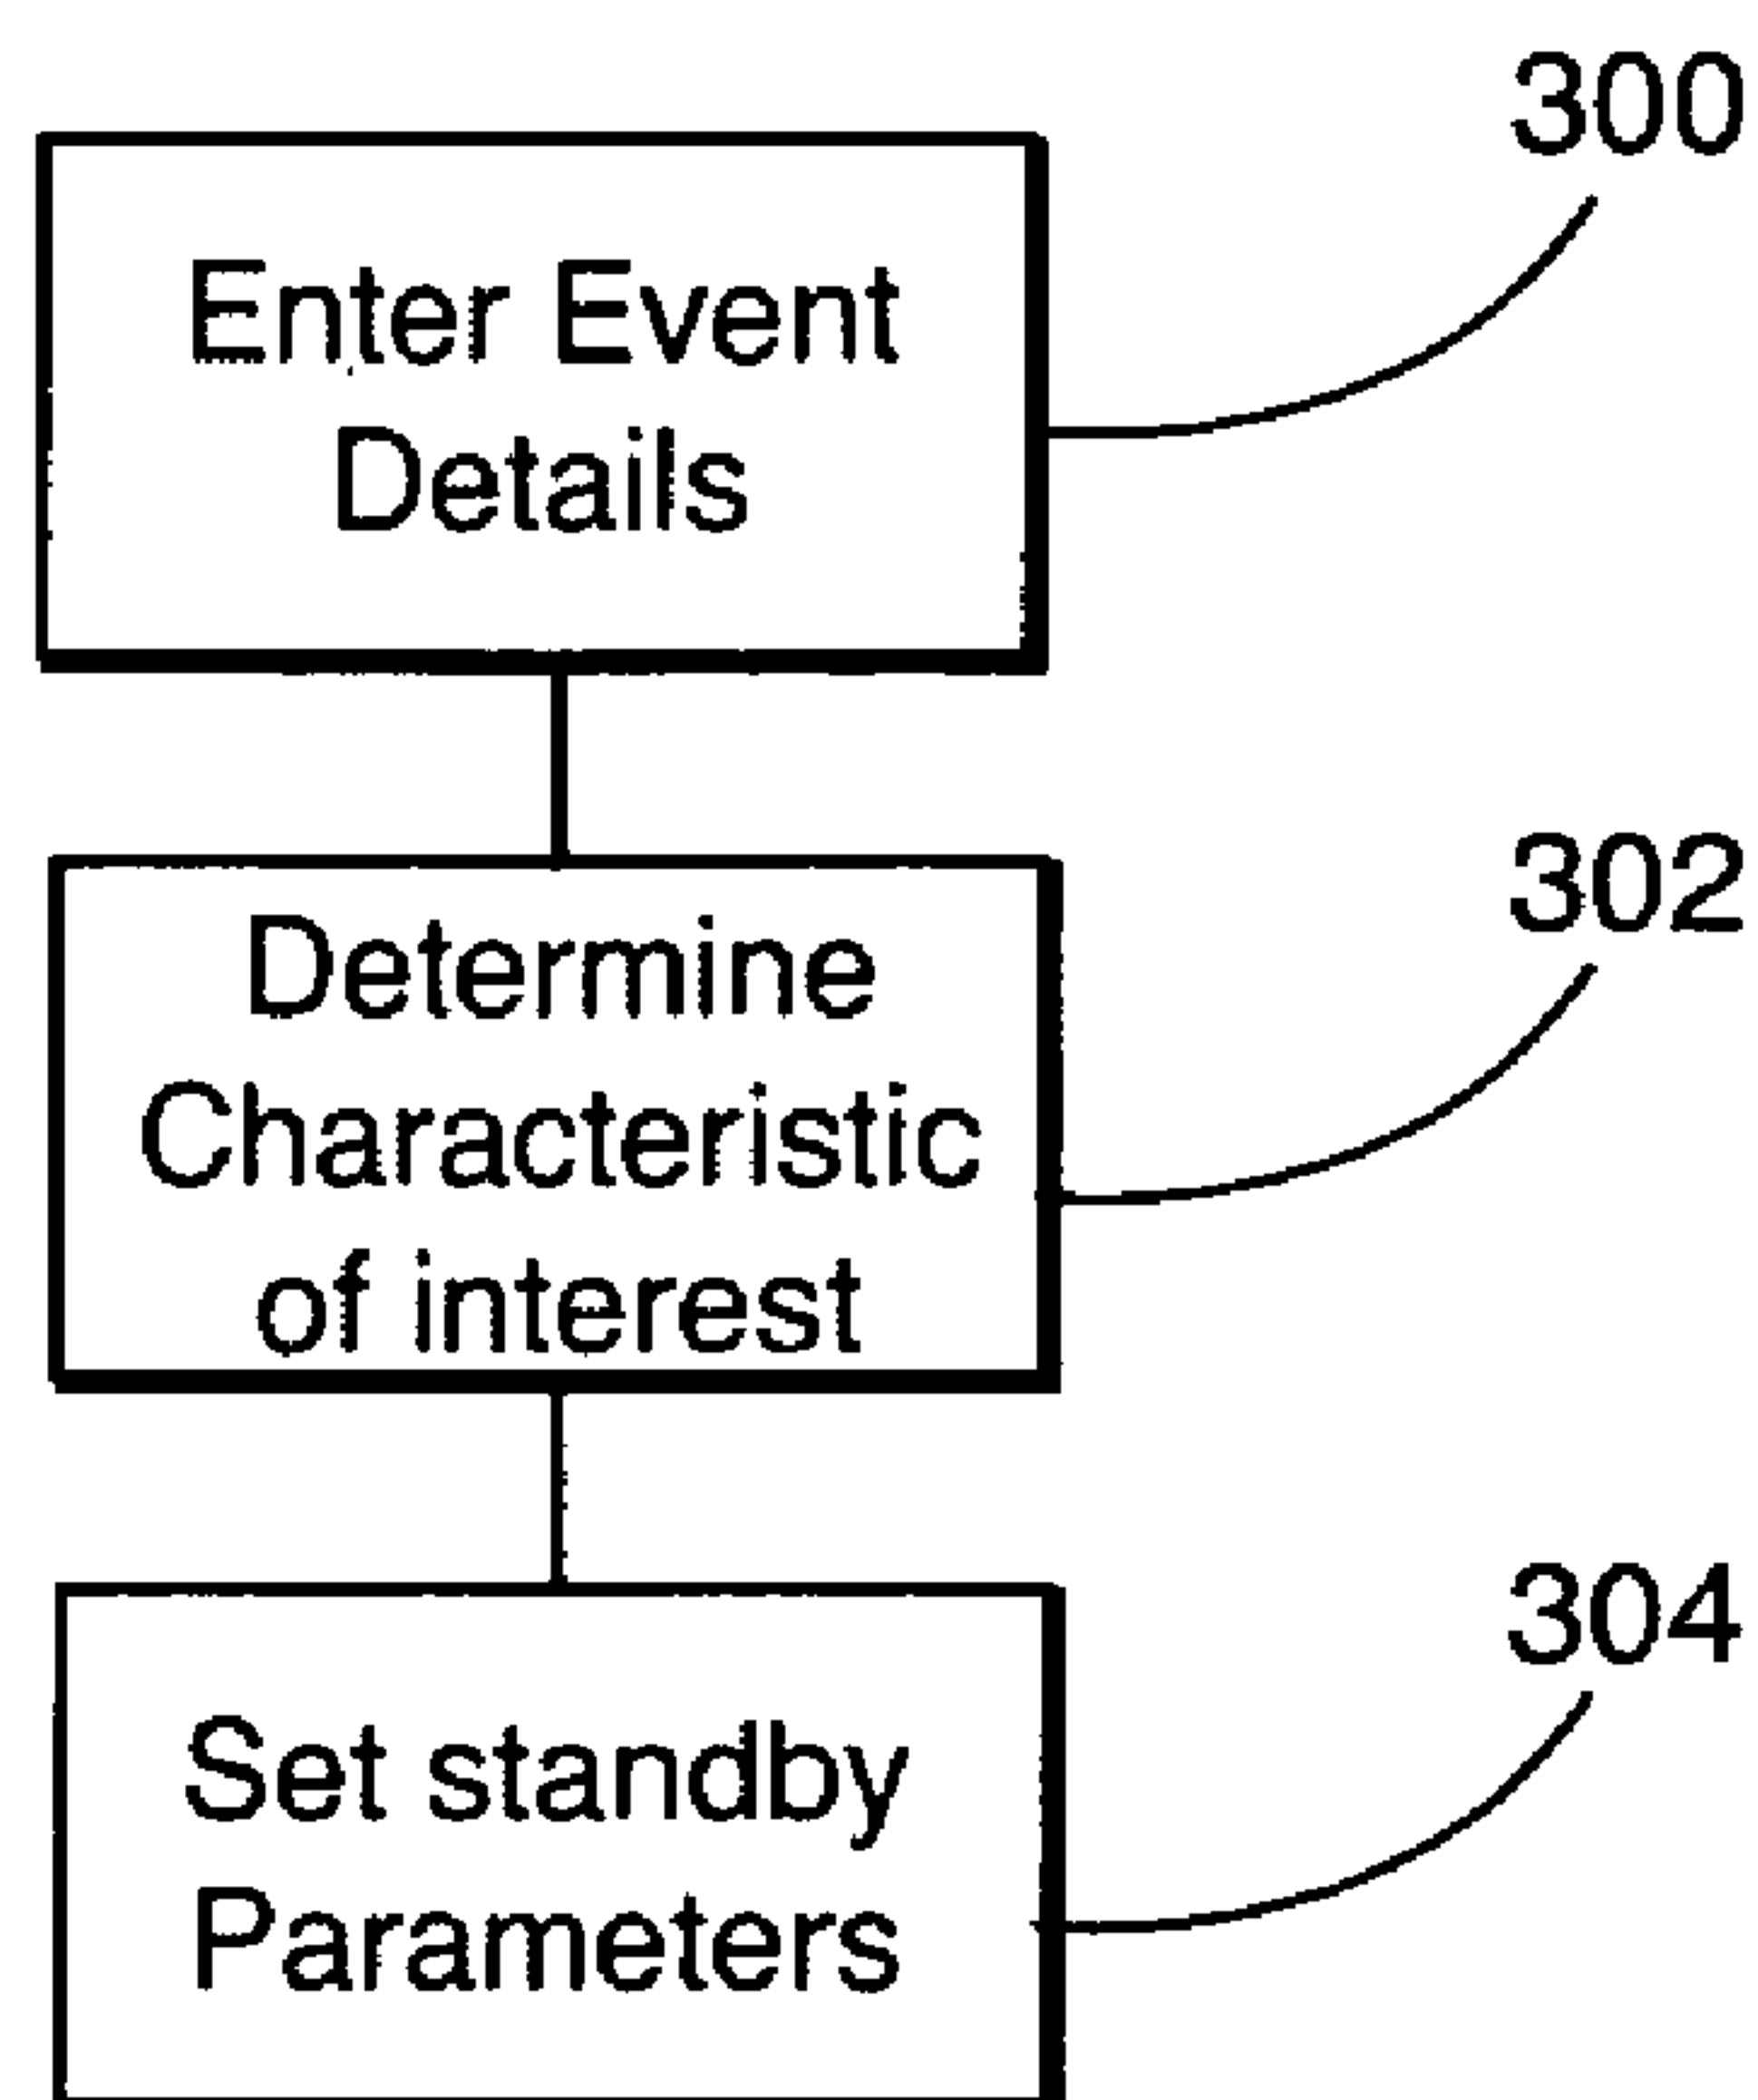 300
Enter Event
Details
302
Determine
Characteristic
of interest
304
Set standby
Parameters